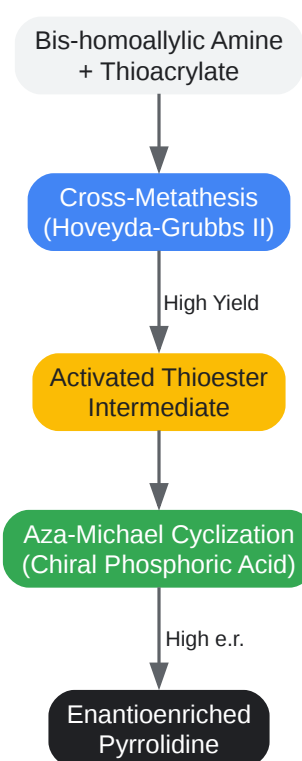 Bis-homoallylic Amine
+ Thioacrylate
Cross-Metathesis
(Hoveyda-Grubbs II)
High Yield
Activated Thioester
Intermediate
Aza-Michael Cyclization
(Chiral Phosphoric Acid)
High e.r.
Enantioenriched
Pyrrolidine